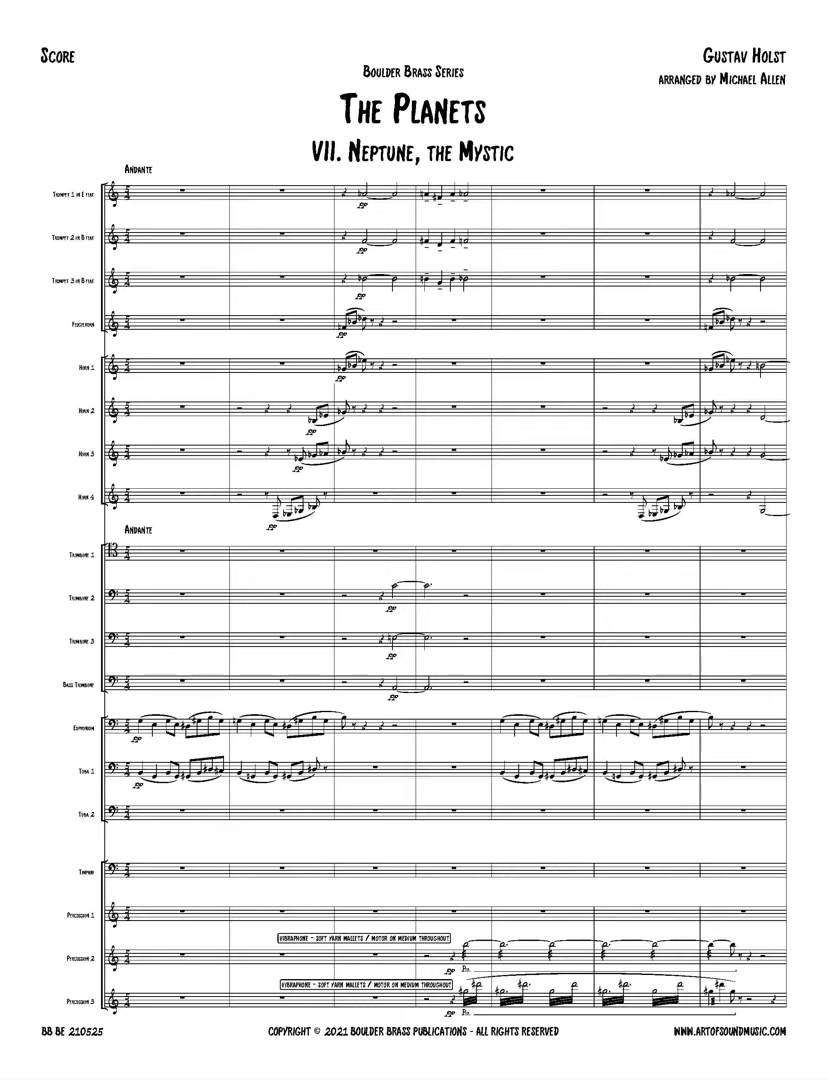 Score
Gustav Holst
Boulder Brass Series
arranged by Michael Allen
The Planets
VII. Neptune, the Mystic
Andante
Trumpet 1 in E flat
Trumpet 2 in B flat
Trumpet 3 in B flat
Flugelhorn
Horn 1
Horn 2
Horn 3
Horn 4
Andante
Trombone 1
Trombone 2
Trombone 3
Bass Trombone
Euphonium
Tuba 1
Tuba 2
Timpani
Percussion 1
Vibraphone - soft yarn mallets / motor on medium throughout
Percussion 2
Vibraphone - soft yarn mallets / motor on medium throughout
Percussion 3
BB BE 210525
Copyright © 2021 Boulder Brass Publications - All Rights Reserved
www.artofsoundmusic.com